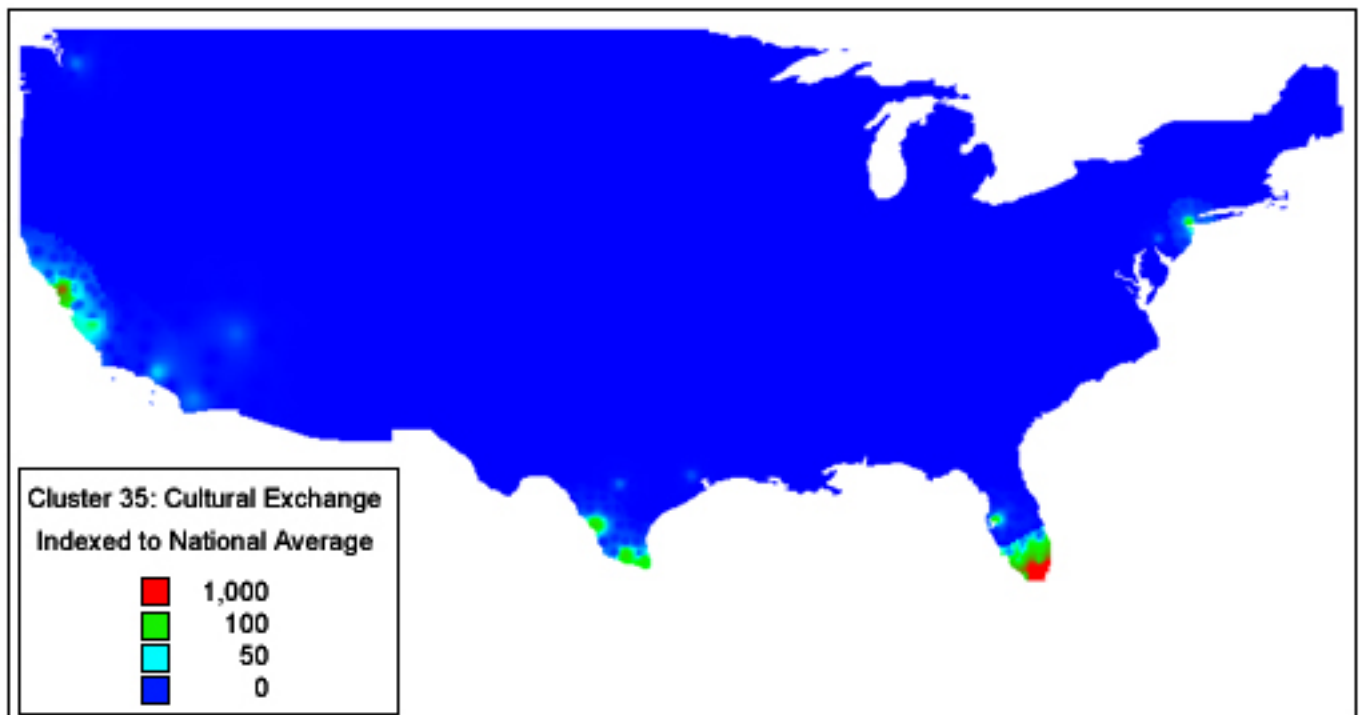 Cluster 35: Cultural Exchange
Indexed to National Average
1,000
100
50
0